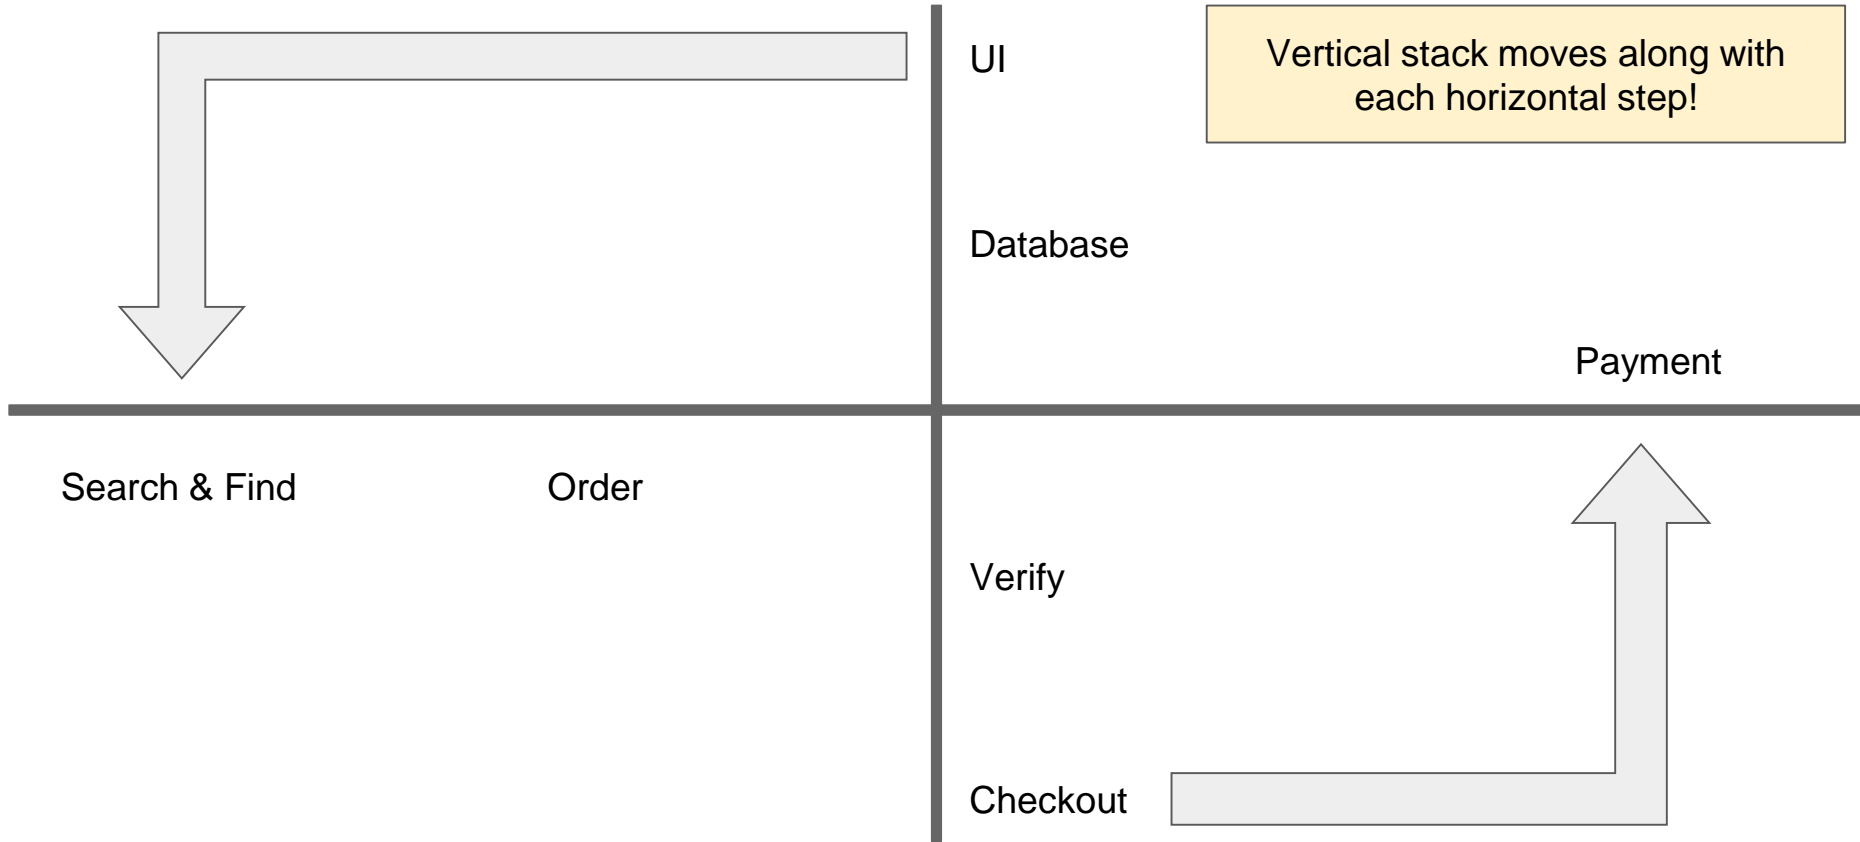 UI
Vertical stack moves along with
each horizontal step!
Database
Payment
Search & Find
Order
Verify
Checkout